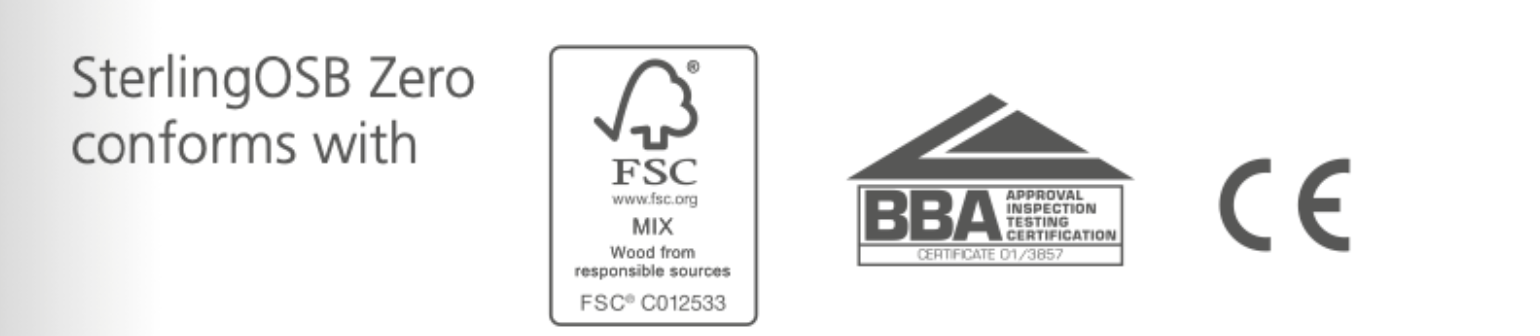 SterlingOSB Zero
conforms with
®
FSC
www.fsc.org
MIX
Wood from
responsible sources
FSC® C012533
BBA
APPROVAL
INSPECTION
TESTING
CERTIFICATION
CERTIFICATE 01/3857
CE